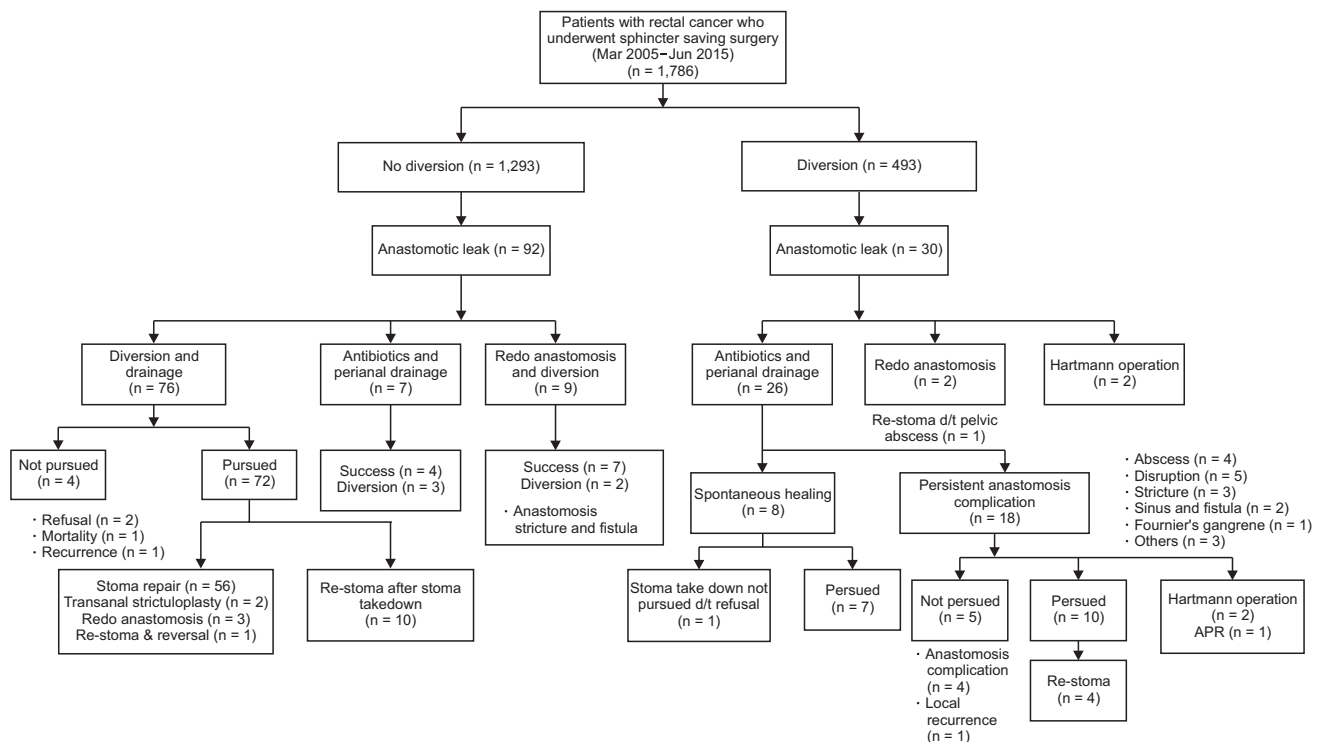 Patients with rectal cancer who
underwent sphincter saving surgery
(Mar 2005−Jun 2015)
(n = 1,786)
No diversion (n = 1,293)
Diversion (n = 493)
Anastomotic leak (n = 92)
Anastomotic leak (n = 30)
Diversion and
drainage
(n = 76)
Antibiotics and
perianal drainage
(n = 7)
Redo anastomosis
and diversion
(n = 9)
Antibiotics and
perianal drainage
(n = 26)
Redo anastomosis
(n = 2)
Hartmann operation
(n = 2)
Re-stoma d/t pelvic
abscess (n = 1)
Not pursued
(n = 4)
Pursued
(n = 72)
Success (n = 4)
Diversion (n = 3)
Success (n = 7)
Diversion (n = 2)
· Anastomosis
stricture and fistula
Spontaneous healing
(n = 8)
Persistent anastomosis
complication
(n = 18)
· Abscess (n = 4)
· Disruption (n = 5)
· Stricture (n = 3)
· Sinus and fistula (n = 2)
· Fournier's gangrene (n = 1)
· Others (n = 3)
· Refusal (n = 2)
· Mortality (n = 1)
· Recurrence (n = 1)
Stoma repair (n = 56)
Transanal strictuloplasty (n = 2)
Redo anastomosis (n = 3)
Re-stoma & reversal (n = 1)
Re-stoma after stoma
takedown
(n = 10)
Stoma take down not
pursued d/t refusal
(n = 1)
Persued
(n = 7)
Not persued
(n = 5)
Persued
(n = 10)
Hartmann operation
(n = 2)
APR (n = 1)
· Anastomosis
complication
(n = 4)
· Local
recurrence
(n = 1)
Re-stoma
(n = 4)